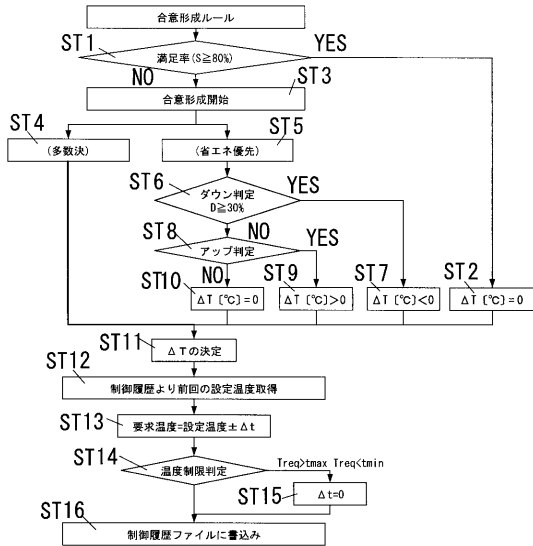 合意形成ルール
ST1
満足率(S≧80%)
YES
NO
ST3
合意形成開始
ST4
(多数決)
ST5
(省エネ優先)
ST6
ダウン判定
D≧30%
YES
NO
ST8
アップ判定
YES
NO
ST10
ΔT〔℃〕=0
ST9
ΔT〔℃〕>0
ST7
ΔT〔℃〕<0
ST2
ΔT〔℃〕=0
ST11
ΔTの決定
ST12
制御履歴より前回の設定温度取得
ST13
要求温度=設定温度±Δt
ST14
温度制限判定
Treq>tmax Treq<tmin
ST15
Δt=0
ST16
制御履歴ファイルに書込み